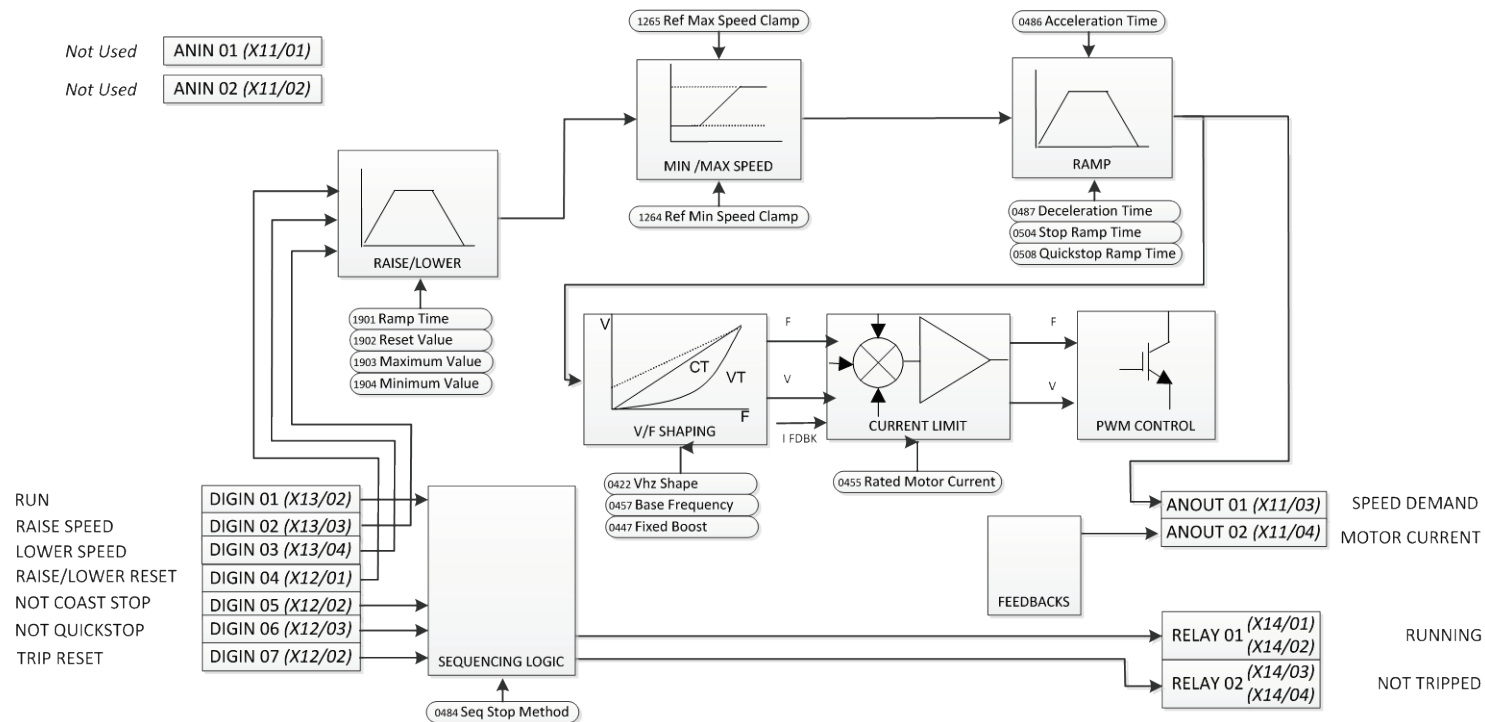 Not Used
ANIN 01 (X11/01)
Not Used
ANIN 02 (X11/02)
1265 Ref Max Speed Clamp
MIN /MAX SPEED
1264 Ref Min Speed Clamp
0486 Acceleration Time
RAMP
0487 Deceleration Time
0504 Stop Ramp Time
0508 Quickstop Ramp Time
RAISE/LOWER
1901 Ramp Time
1902 Reset Value
1903 Maximum Value
1904 Minimum Value
V
CT
VT
F
V/F SHAPING
0422 Vhz Shape
0457 Base Frequency
0447 Fixed Boost
F
V
I FDBK
CURRENT LIMIT
0455 Rated Motor Current
F
V
PWM CONTROL
RUN
DIGIN 01 (X13/02)
RAISE SPEED
DIGIN 02 (X13/03)
LOWER SPEED
DIGIN 03 (X13/04)
RAISE/LOWER RESET
DIGIN 04 (X12/01)
NOT COAST STOP
DIGIN 05 (X12/02)
NOT QUICKSTOP
DIGIN 06 (X12/03)
TRIP RESET
DIGIN 07 (X12/02)
SEQUENCING LOGIC
0484 Seq Stop Method
FEEDBACKS
ANOUT 01 (X11/03)
SPEED DEMAND
ANOUT 02 (X11/04)
MOTOR CURRENT
RELAY 01 (X14/01)
(X14/02)
RUNNING
RELAY 02 (X14/03)
(X14/04)
NOT TRIPPED